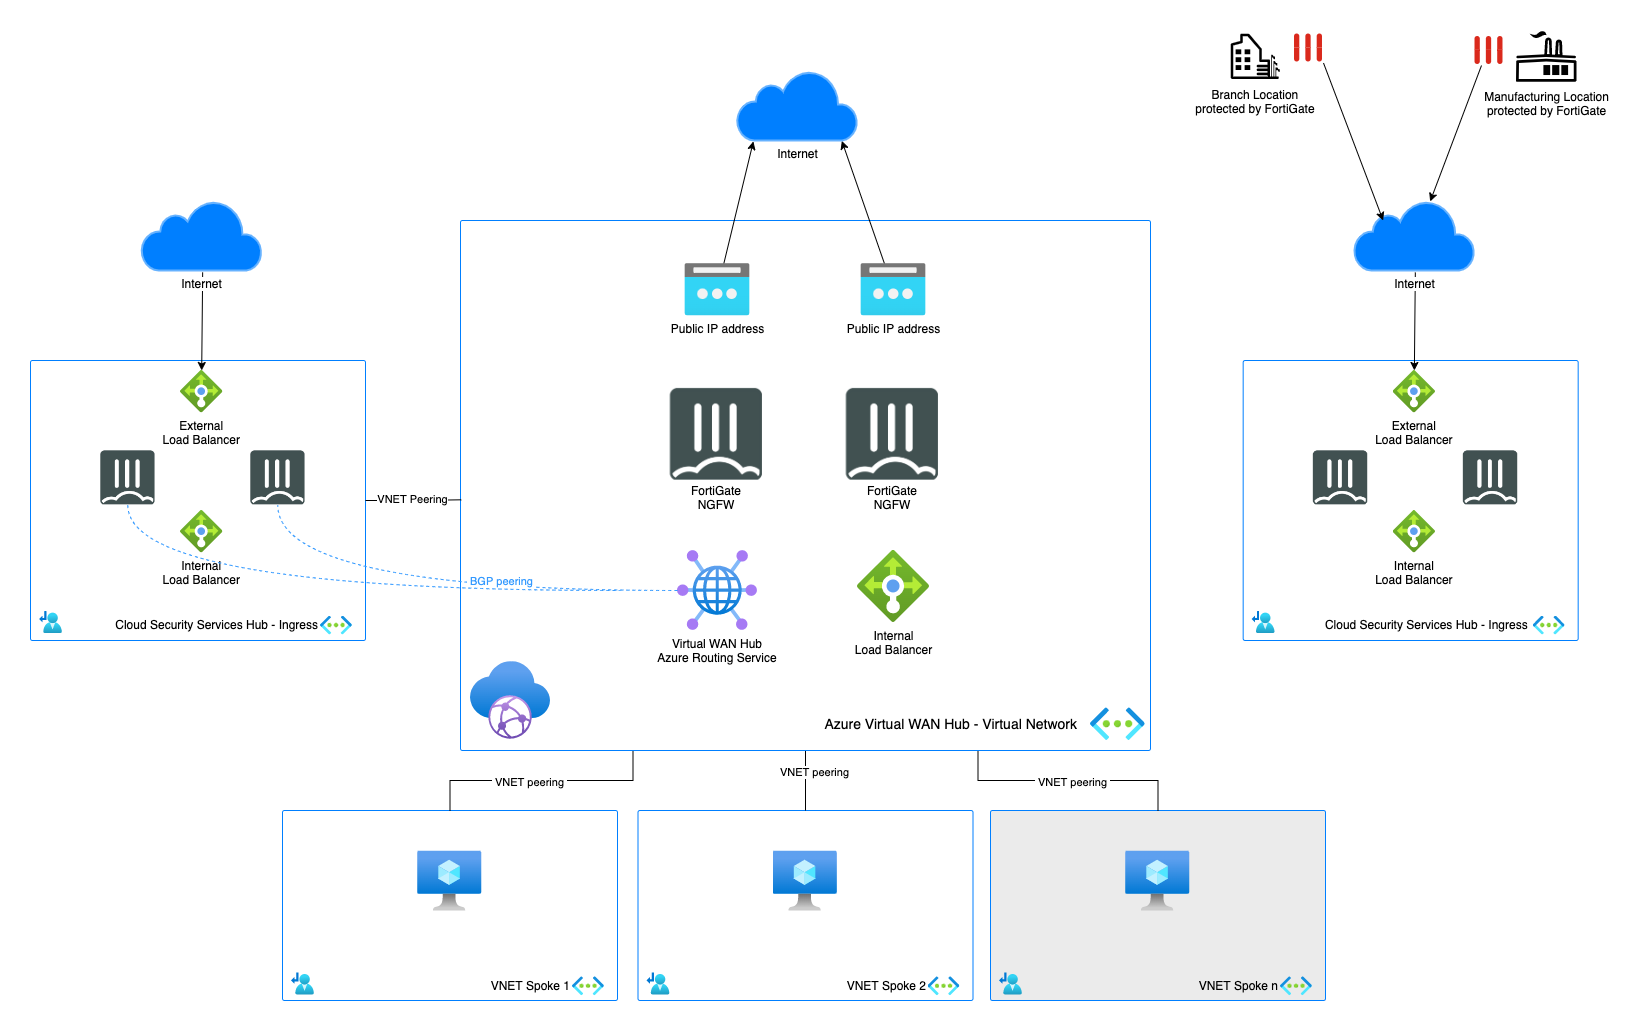 Branch Location
protected by FortiGate
Manufacturing Location
protected by FortiGate
Internet
Internet
Internet
Public IP address
Public IP address
External
Load Balancer
External
Load Balancer
VNET Peering
FortiGate
NGFW
FortiGate
NGFW
Internal
Load Balancer
BGP peering
Internal
Load Balancer
Cloud Security Services Hub - Ingress
Virtual WAN Hub
Azure Routing Service
Internal
Load Balancer
Cloud Security Services Hub - Ingress
Azure Virtual WAN Hub - Virtual Network
VNET peering
VNET peering
VNET peering
VNET Spoke 1
VNET Spoke 2
VNET Spoke n